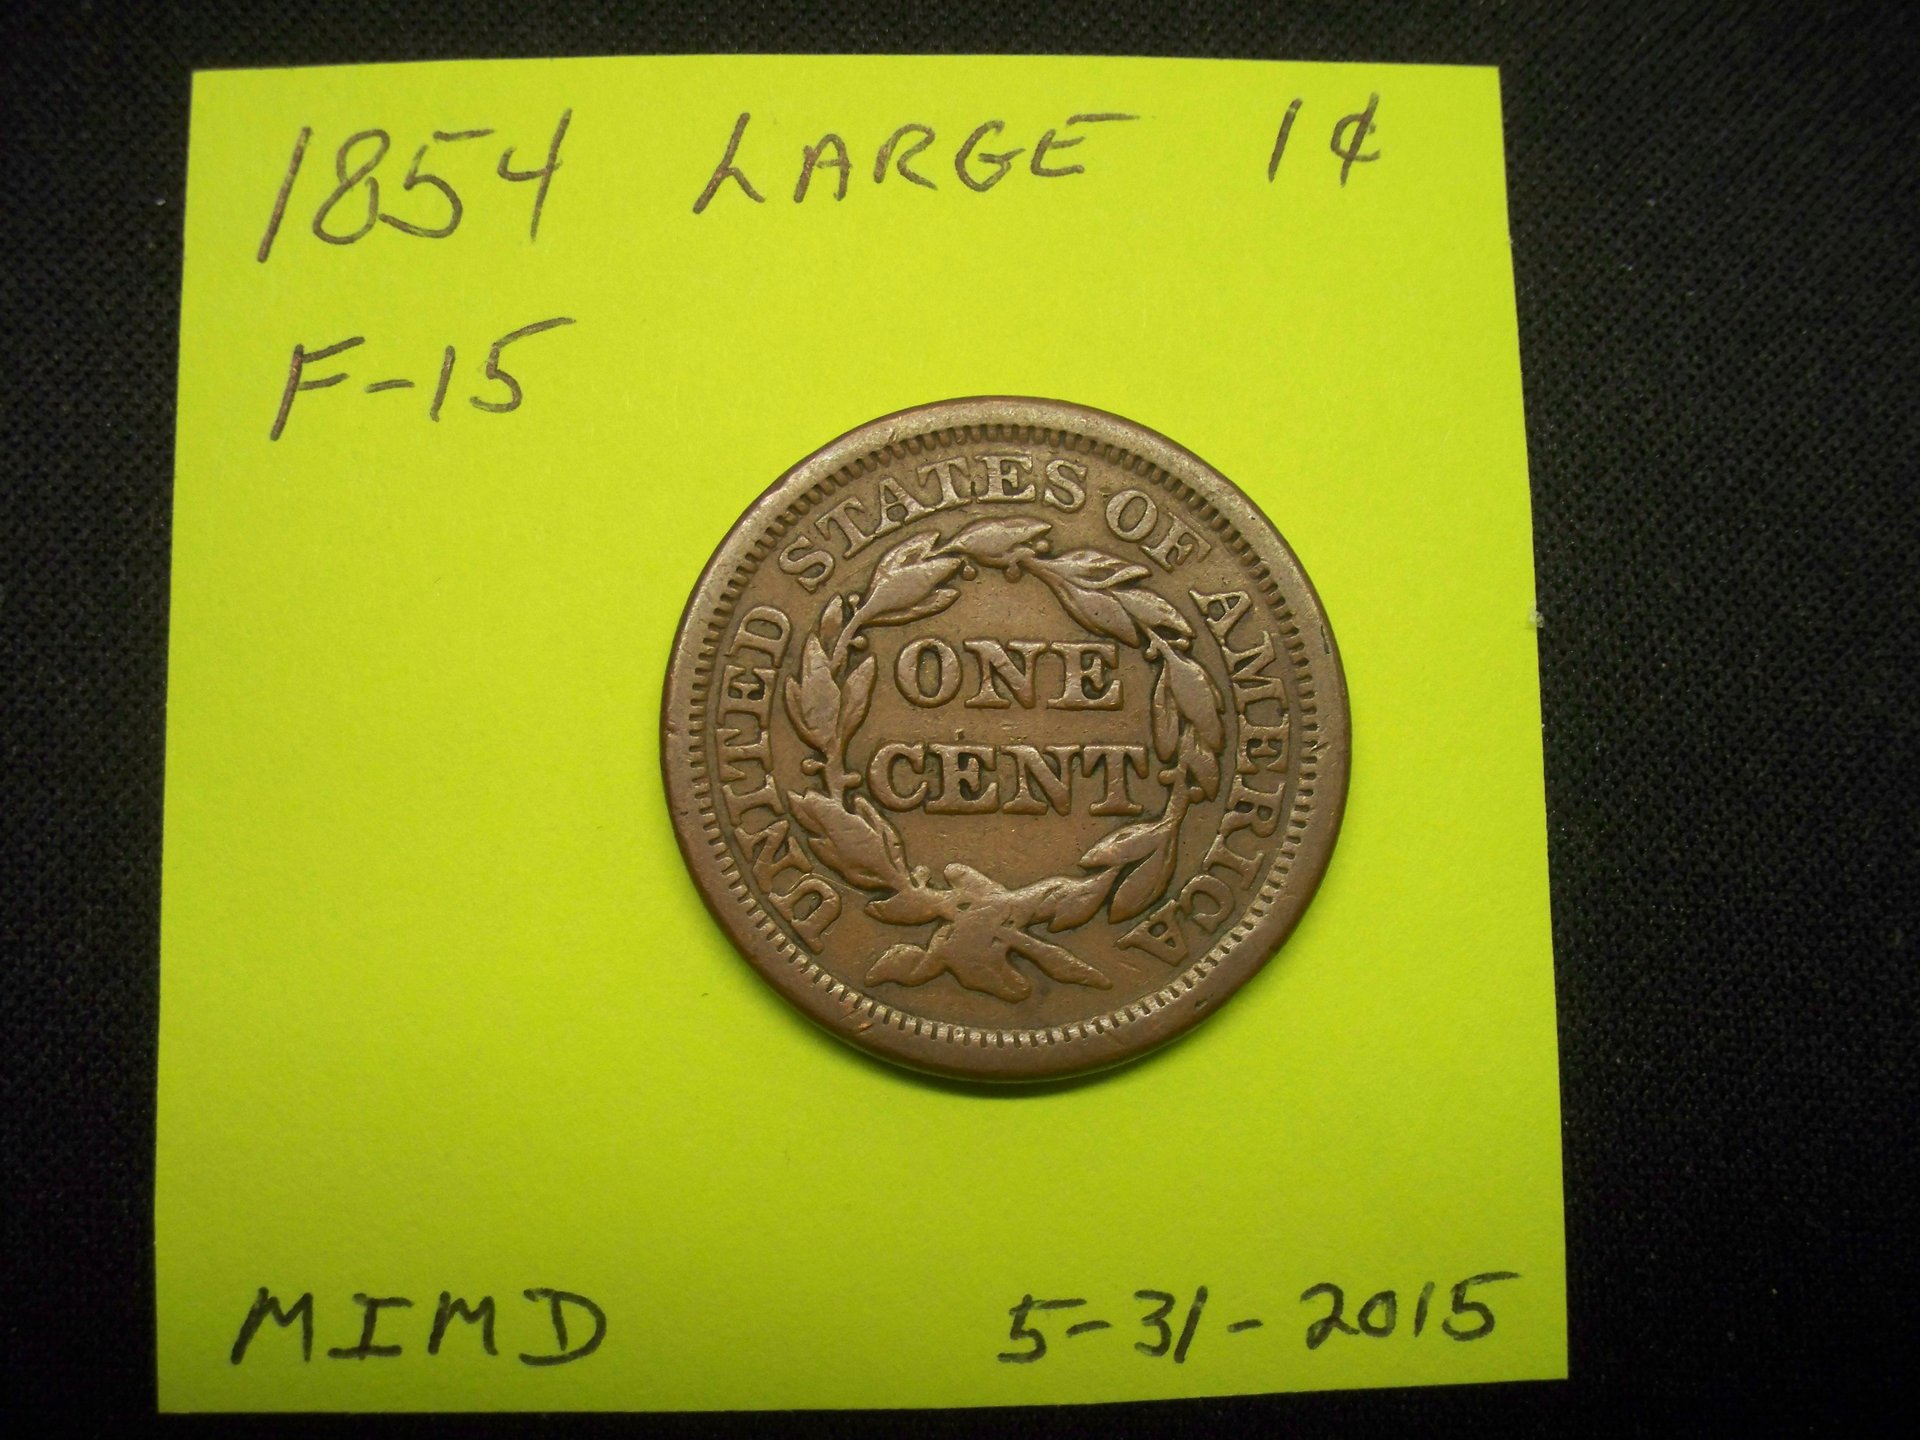 1854 LARGE 1¢
F-15
UNITED STATES OF AMERICA
ONE
CENT
MIMD 5-31-2015